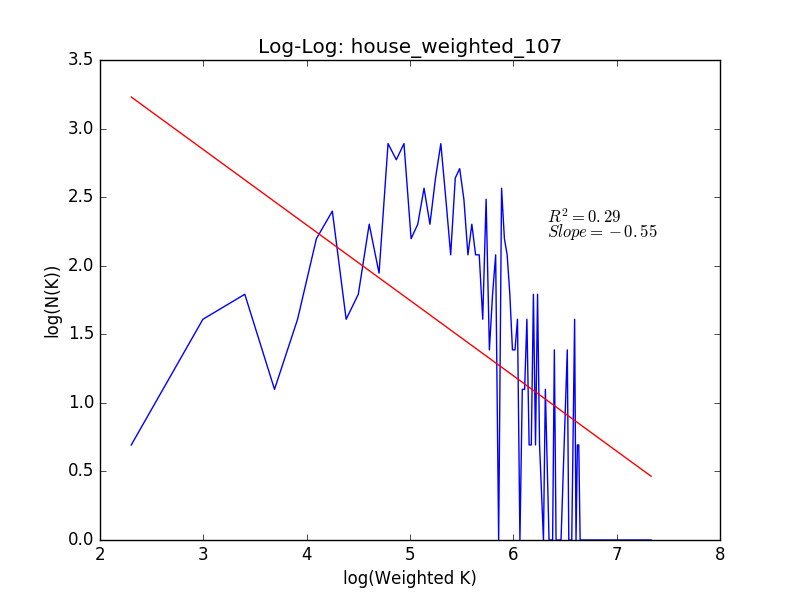 Log-Log: house_weighted_107
3.5
3.0
2.5
2.0
1.5
1.0
0.5
0.0
log(N(K))
R² = 0.29
Slope = −0.55
2 3 4 5 6 7 8
log(Weighted K)